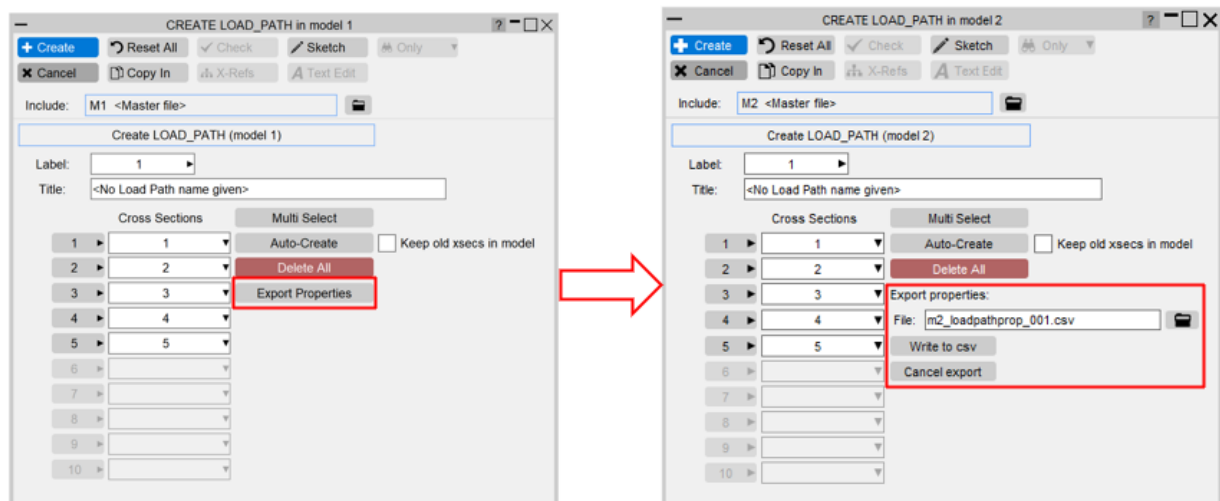 CREATE LOAD_PATH in model 1
?
Create Reset All Check Sketch Only
Cancel Copy In X-Refs Text Edit
Include: M1 <Master file>
Create LOAD_PATH (model 1)
Label: 1
Title: <No Load Path name given>
Cross Sections Multi Select
1 1 Auto-Create Keep old xsecs in model
2 2 Delete All
3 3 Export Properties
4 4
5 5
6
7
8
9
10
CREATE LOAD_PATH in model 2
?
Create Reset All Check Sketch Only
Cancel Copy In X-Refs Text Edit
Include: M2 <Master file>
Create LOAD_PATH (model 2)
Label: 1
Title: <No Load Path name given>
Cross Sections Multi Select
1 1 Auto-Create Keep old xsecs in model
2 2 Delete All
3 3 Export properties:
4 4 File: m2_loadpathprop_001.csv
5 5 Write to csv
6 Cancel export
7
8
9
10